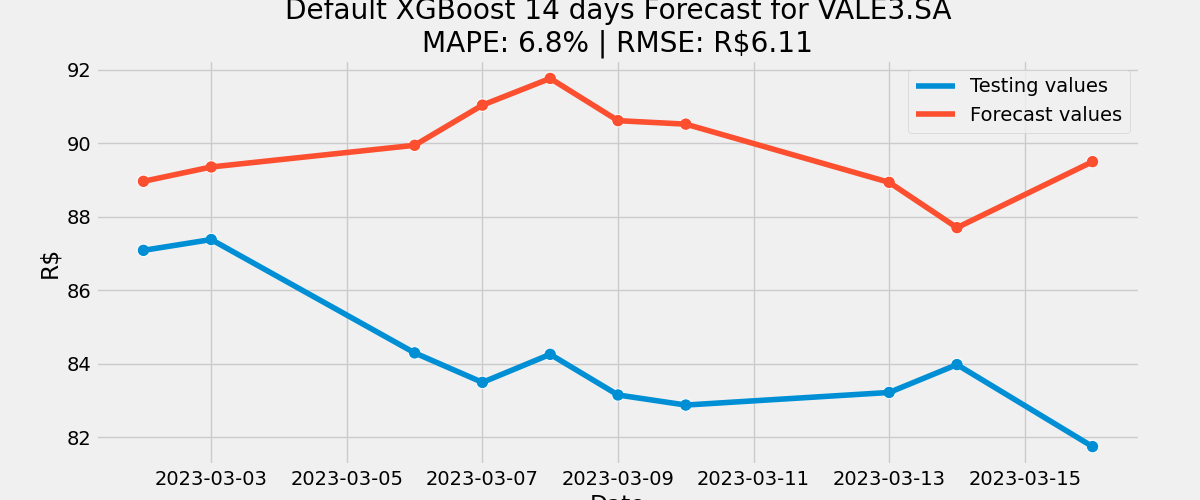 Default XGBoost 14 days Forecast for VALE3.SA
MAPE: 6.8% | RMSE: R$6.11
Testing values
Forecast values
92
90
88
86
84
82
R$
2023-03-03 2023-03-05 2023-03-07 2023-03-09 2023-03-11 2023-03-13 2023-03-15
Date